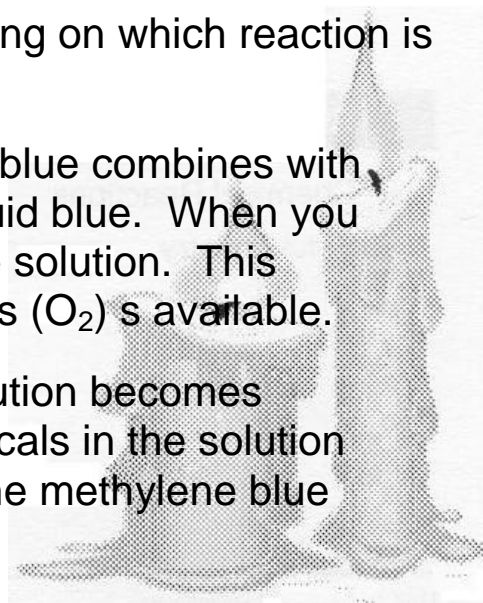 ng on which reaction is
blue combines with
uid blue. When you
e solution. This
s (O₂) s available.
ution becomes
cals in the solution
he methylene blue